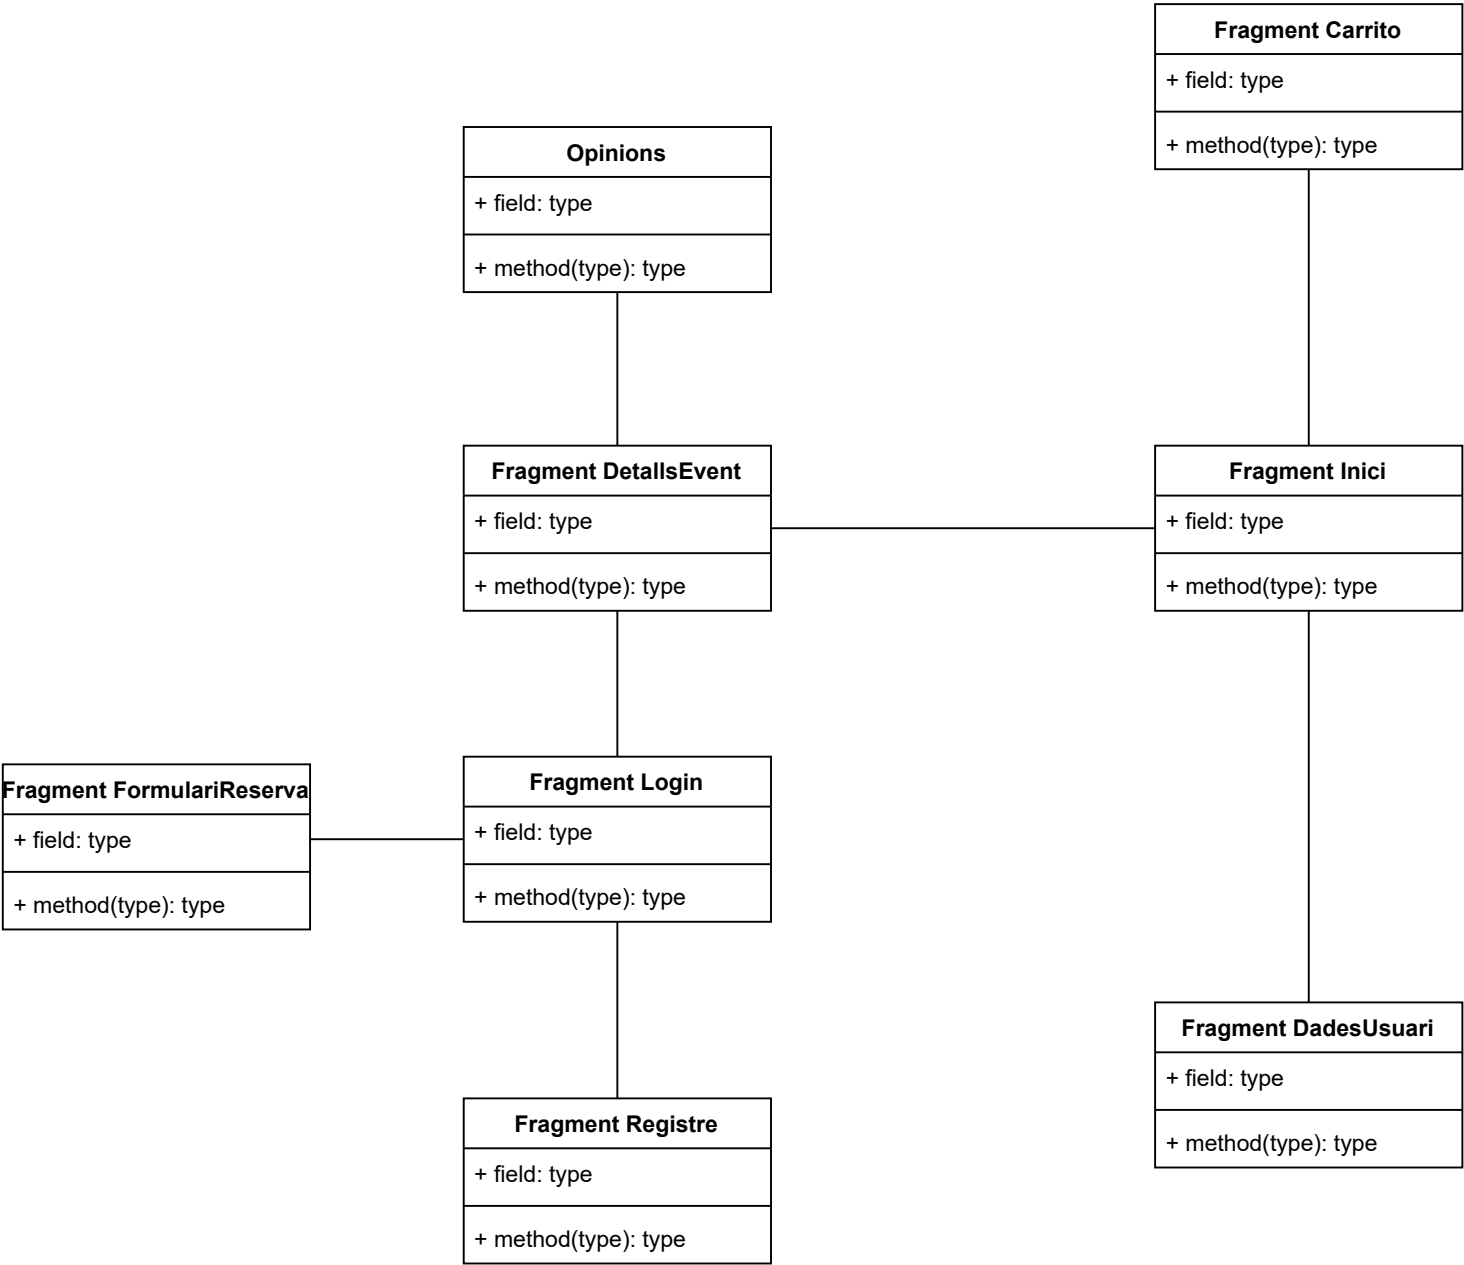 Fragment Carrito
+ field: type
+ method(type): type
Opinions
+ field: type
+ method(type): type
Fragment DetallsEvent
+ field: type
+ method(type): type
Fragment Inici
+ field: type
+ method(type): type
Fragment FormulariReserva
+ field: type
+ method(type): type
Fragment Login
+ field: type
+ method(type): type
Fragment DadesUsuari
+ field: type
+ method(type): type
Fragment Registre
+ field: type
+ method(type): type